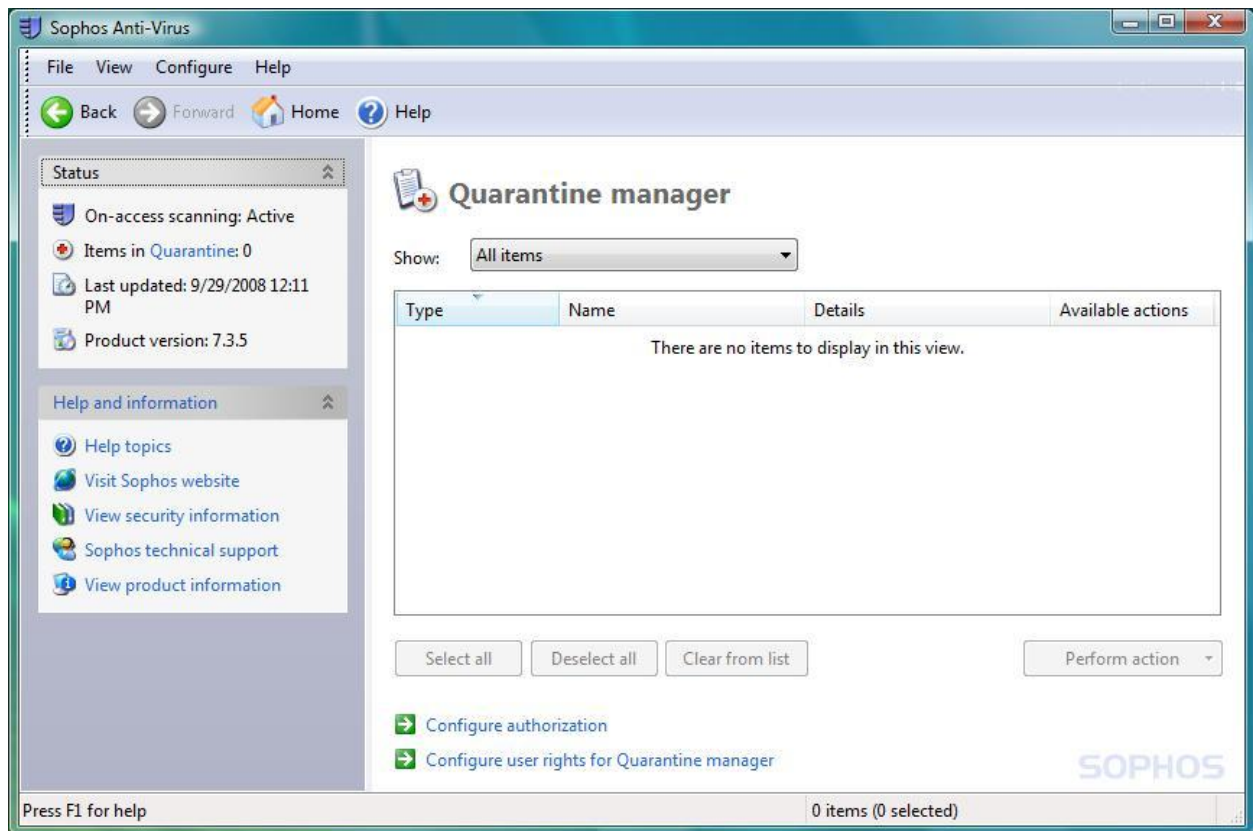 Sophos Anti-Virus
File View Configure Help
Back Forward Home Help
Status
On-access scanning: Active
Items in Quarantine: 0
Last updated: 9/29/2008 12:11
PM
Product version: 7.3.5
Help and information
Help topics
Visit Sophos website
View security information
Sophos technical support
View product information
Quarantine manager
Show: All items
Type Name Details Available actions
There are no items to display in this view.
Select all Deselect all Clear from list Perform action
Configure authorization
Configure user rights for Quarantine manager
SOPHOS
Press F1 for help 0 items (0 selected)